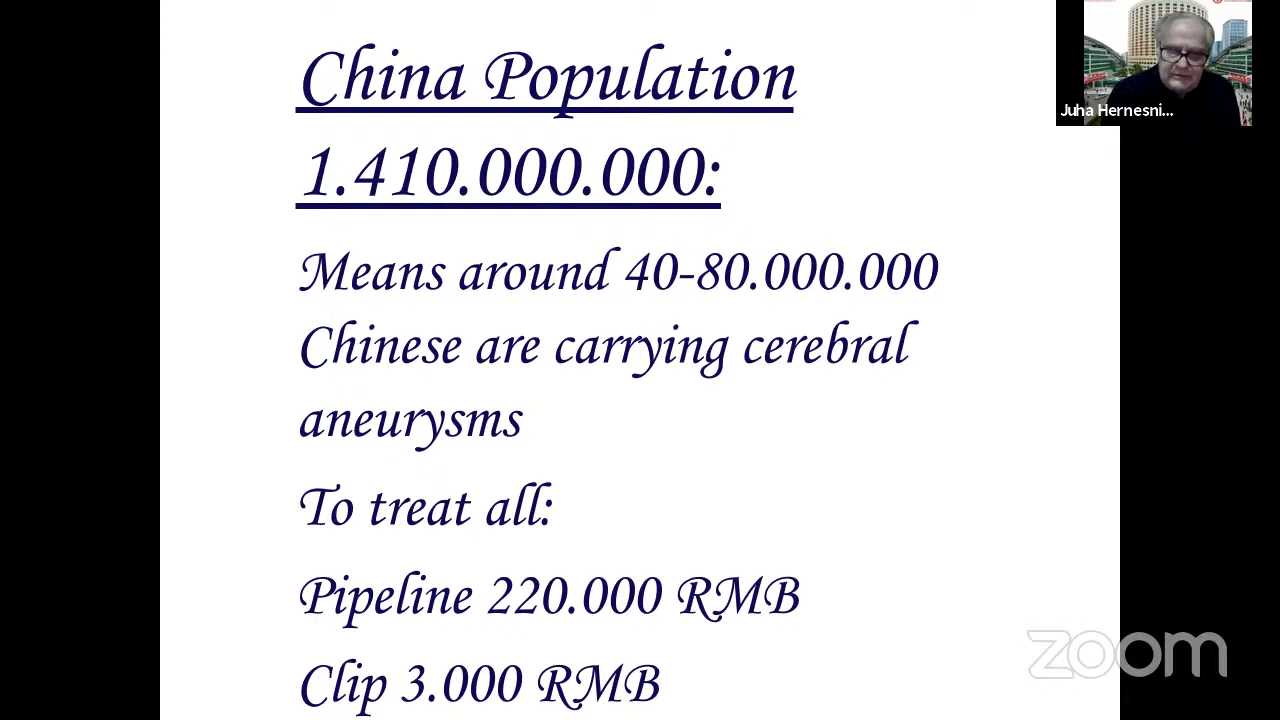 China Population
1.410.000.000:
Means around 40-80.000.000
Chinese are carrying cerebral
aneurysms
To treat all:
Pipeline 220.000 RMB
Clip 3.000 RMB
Juha Hernesni...
zoom